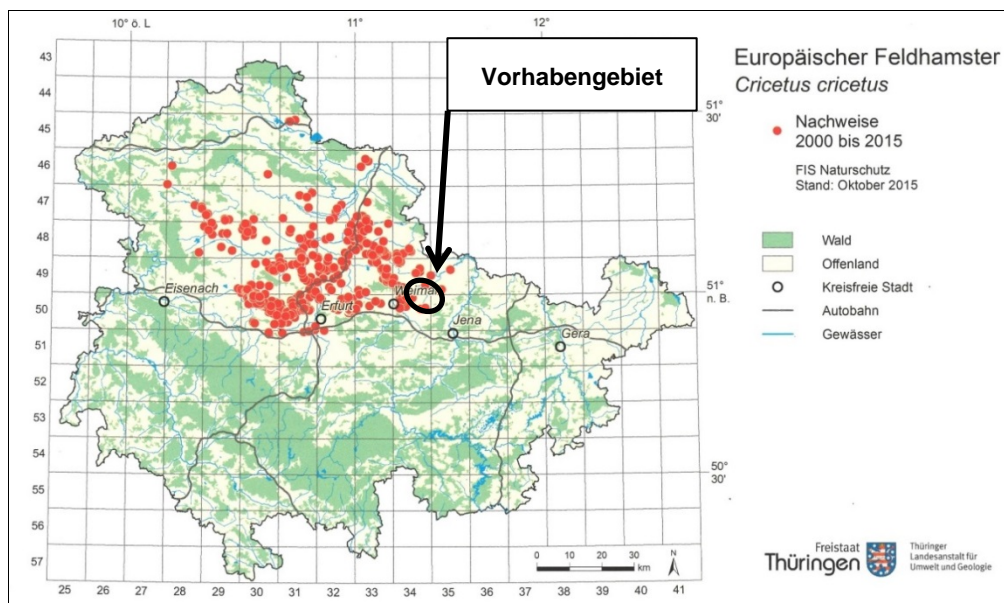 10° ö. L
11°
12°
Vorhabengebiet
Europäischer Feldhamster
Cricetus cricetus
Nachweise
2000 bis 2015
FIS Naturschutz
Stand: Oktober 2015
Wald
Offenland
Kreisfreie Stadt
Autobahn
Gewässer
43
44
45
46
47
48
49
50
51
52
53
54
55
56
57
51°
30'
51°
n. B.
50°
30'
Eisenach
Erfurt
Weima
Jena
Gera
0 10 20 30 40
km
N
25 26 27 28 29 30 31 32 33 34 35 36 37 38 39 40 41
Freistaat
Thüringen
Thüringer
Landesanstalt für
Umwelt und Geologie